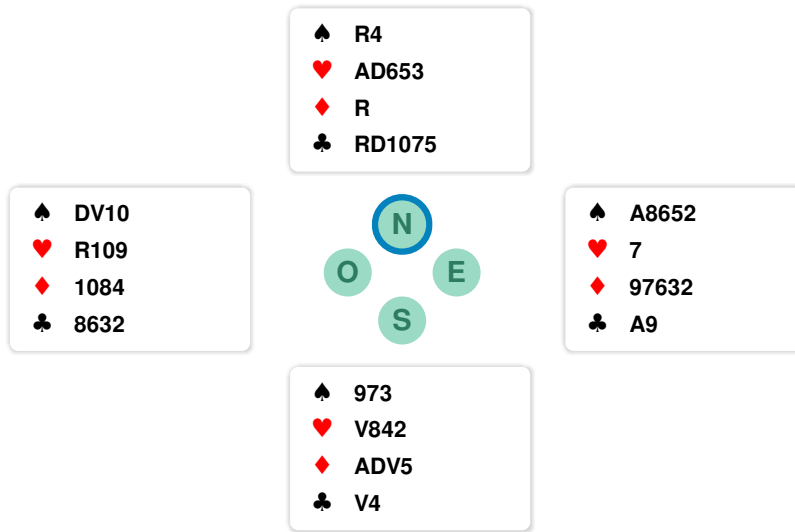 ♠ R4
♥ AD653
♦ R
♣ RD1075
♠ DV10
♥ R109
♦ 1084
♣ 8632
N
O E
S
♠ A8652
♥ 7
♦ 97632
♣ A9
♠ 973
♥ V842
♦ ADV5
♣ V4